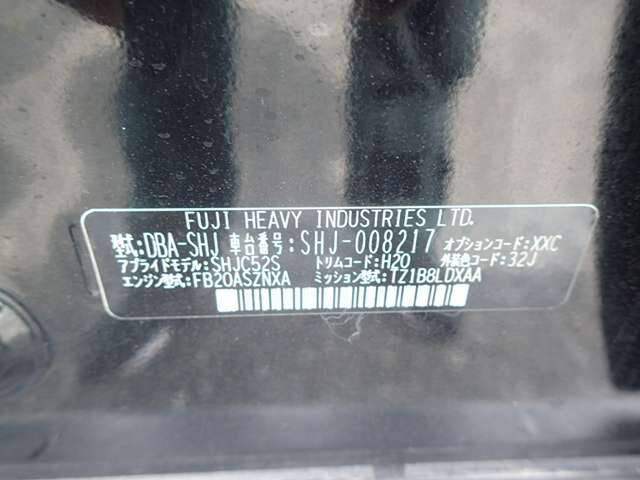 FUJI HEAVY INDUSTRIES LTD.
型式:DBA-SHJ 車台番号:SHJ-008217 オプションコード:XXC
アプライドモデル:SHJC52S トリムコード:H20 外装色コード:32J
エンジン型式:FB20ASZNXA ミッション型式:TZ1B8LDXAA